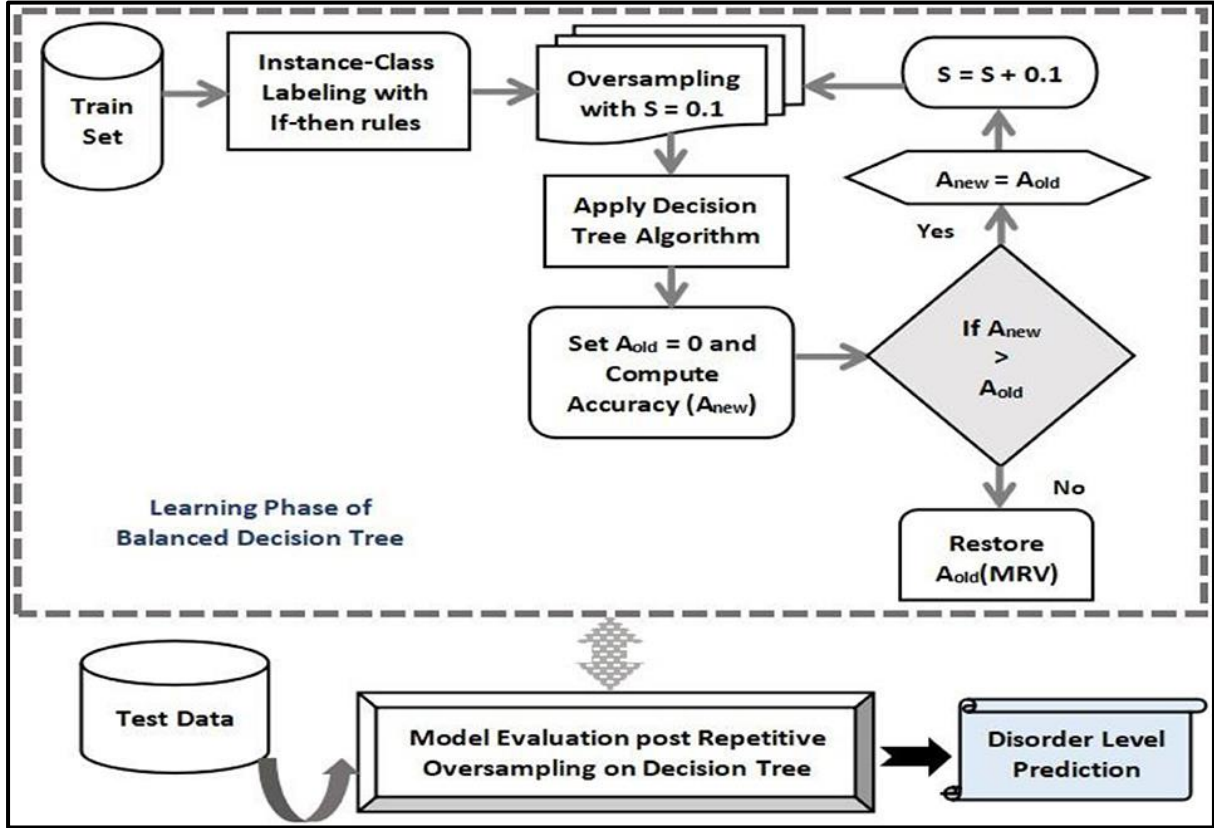 Train
Set
Instance-Class
Labeling with
If-then rules
Oversampling
with S = 0.1
S = S + 0.1
Apply Decision
Tree Algorithm
Anew = Aold
Yes
Set Aold = 0 and
Compute
Accuracy (Anew)
If Anew
>
Aold
No
Restore
Aold(MRV)
Learning Phase of
Balanced Decision Tree
Test Data
Model Evaluation post Repetitive
Oversampling on Decision Tree
Disorder Level
Prediction